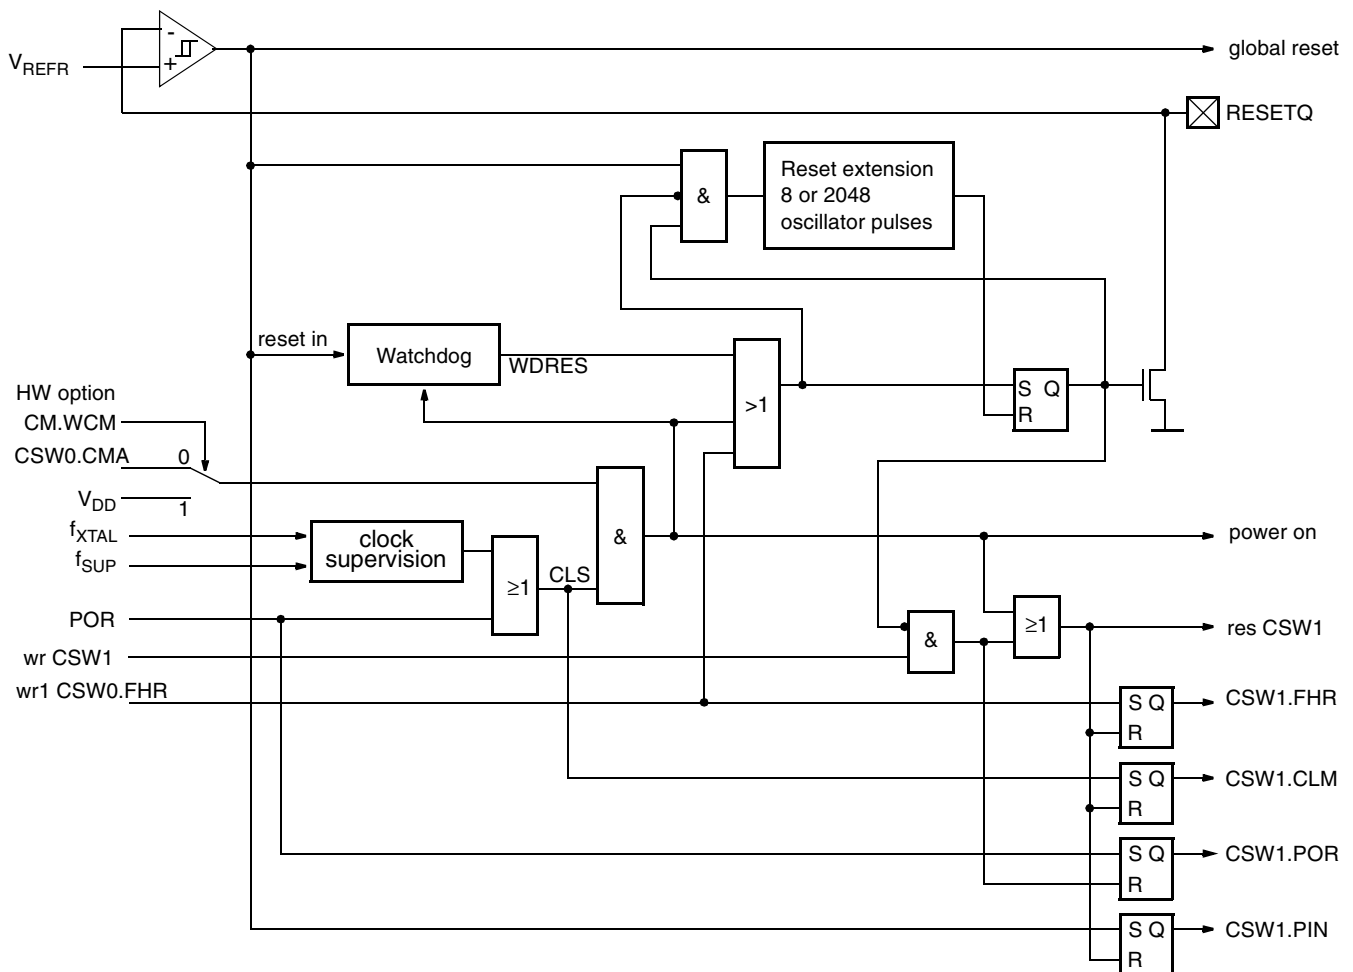 -
+
VREFR
global reset
RESETQ
&
Reset extension
8 or 2048
oscillator pulses
reset in
Watchdog
WDRES
>1
S Q
R
HW option
CM.WCM
CSW0.CMA
0
VDD
1
fXTAL
fSUP
clock
supervision
≥1
CLS
&
power on
POR
&
≥1
res CSW1
wr CSW1
wr1 CSW0.FHR
S Q
R
CSW1.FHR
S Q
R
CSW1.CLM
S Q
R
CSW1.POR
S Q
R
CSW1.PIN